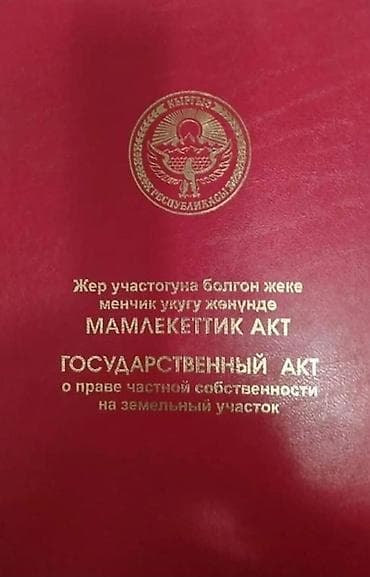 КЫРГЫЗ
РЕСПУБЛИКАСЫ
Жер участогуна болгон жеке
менчик укугу жөнүндө
МАМЛЕКЕТТИК АКТ
ГОСУДАРСТВЕННЫЙ АКТ
о праве частной собственности
на земельный участок